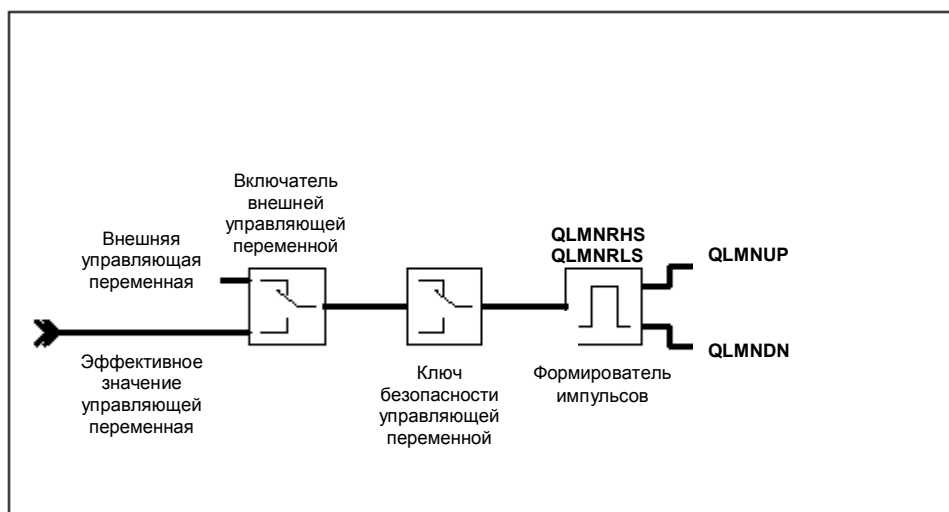 Включатель
внешней
управляющей
переменной
Внешняя
управляющая
переменная
QLMNRHS
QLMNRLS
QLMNUP
QLMNDN
Эффективное
значение
управляющей
переменная
Ключ
безопасности
управляющей
переменной
Формирователь
импульсов